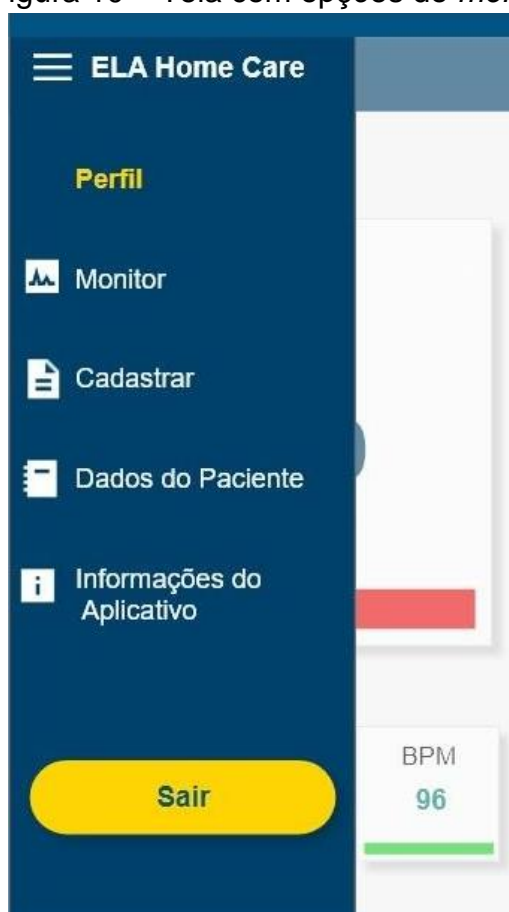 ELA Home Care
Perfil
Monitor
Cadastrar
Dados do Paciente
Informações do
Aplicativo
Sair
BPM
96